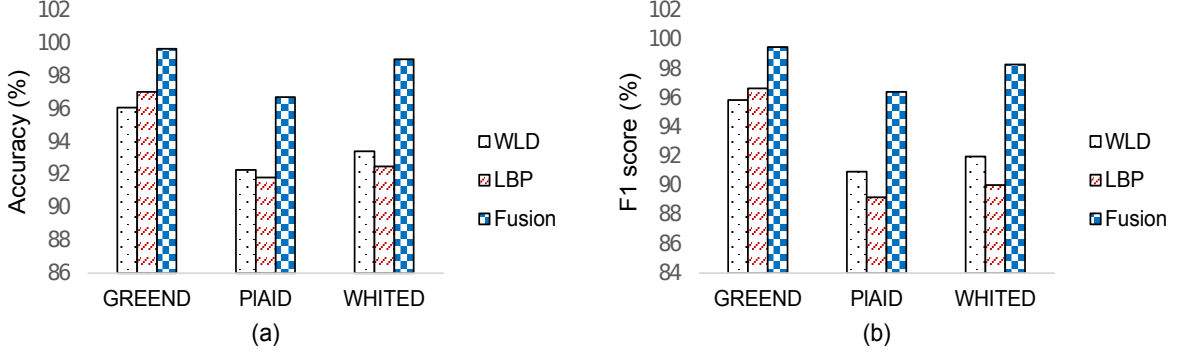 102
100
98
96
94
92
90
88
86
Accuracy (%)
GREEND PIAID WHITED
WLD
LBP
Fusion
(a)
102
100
98
96
94
92
90
88
86
84
F1 score (%)
GREEND PIAID WHITED
WLD
LBP
Fusion
(b)